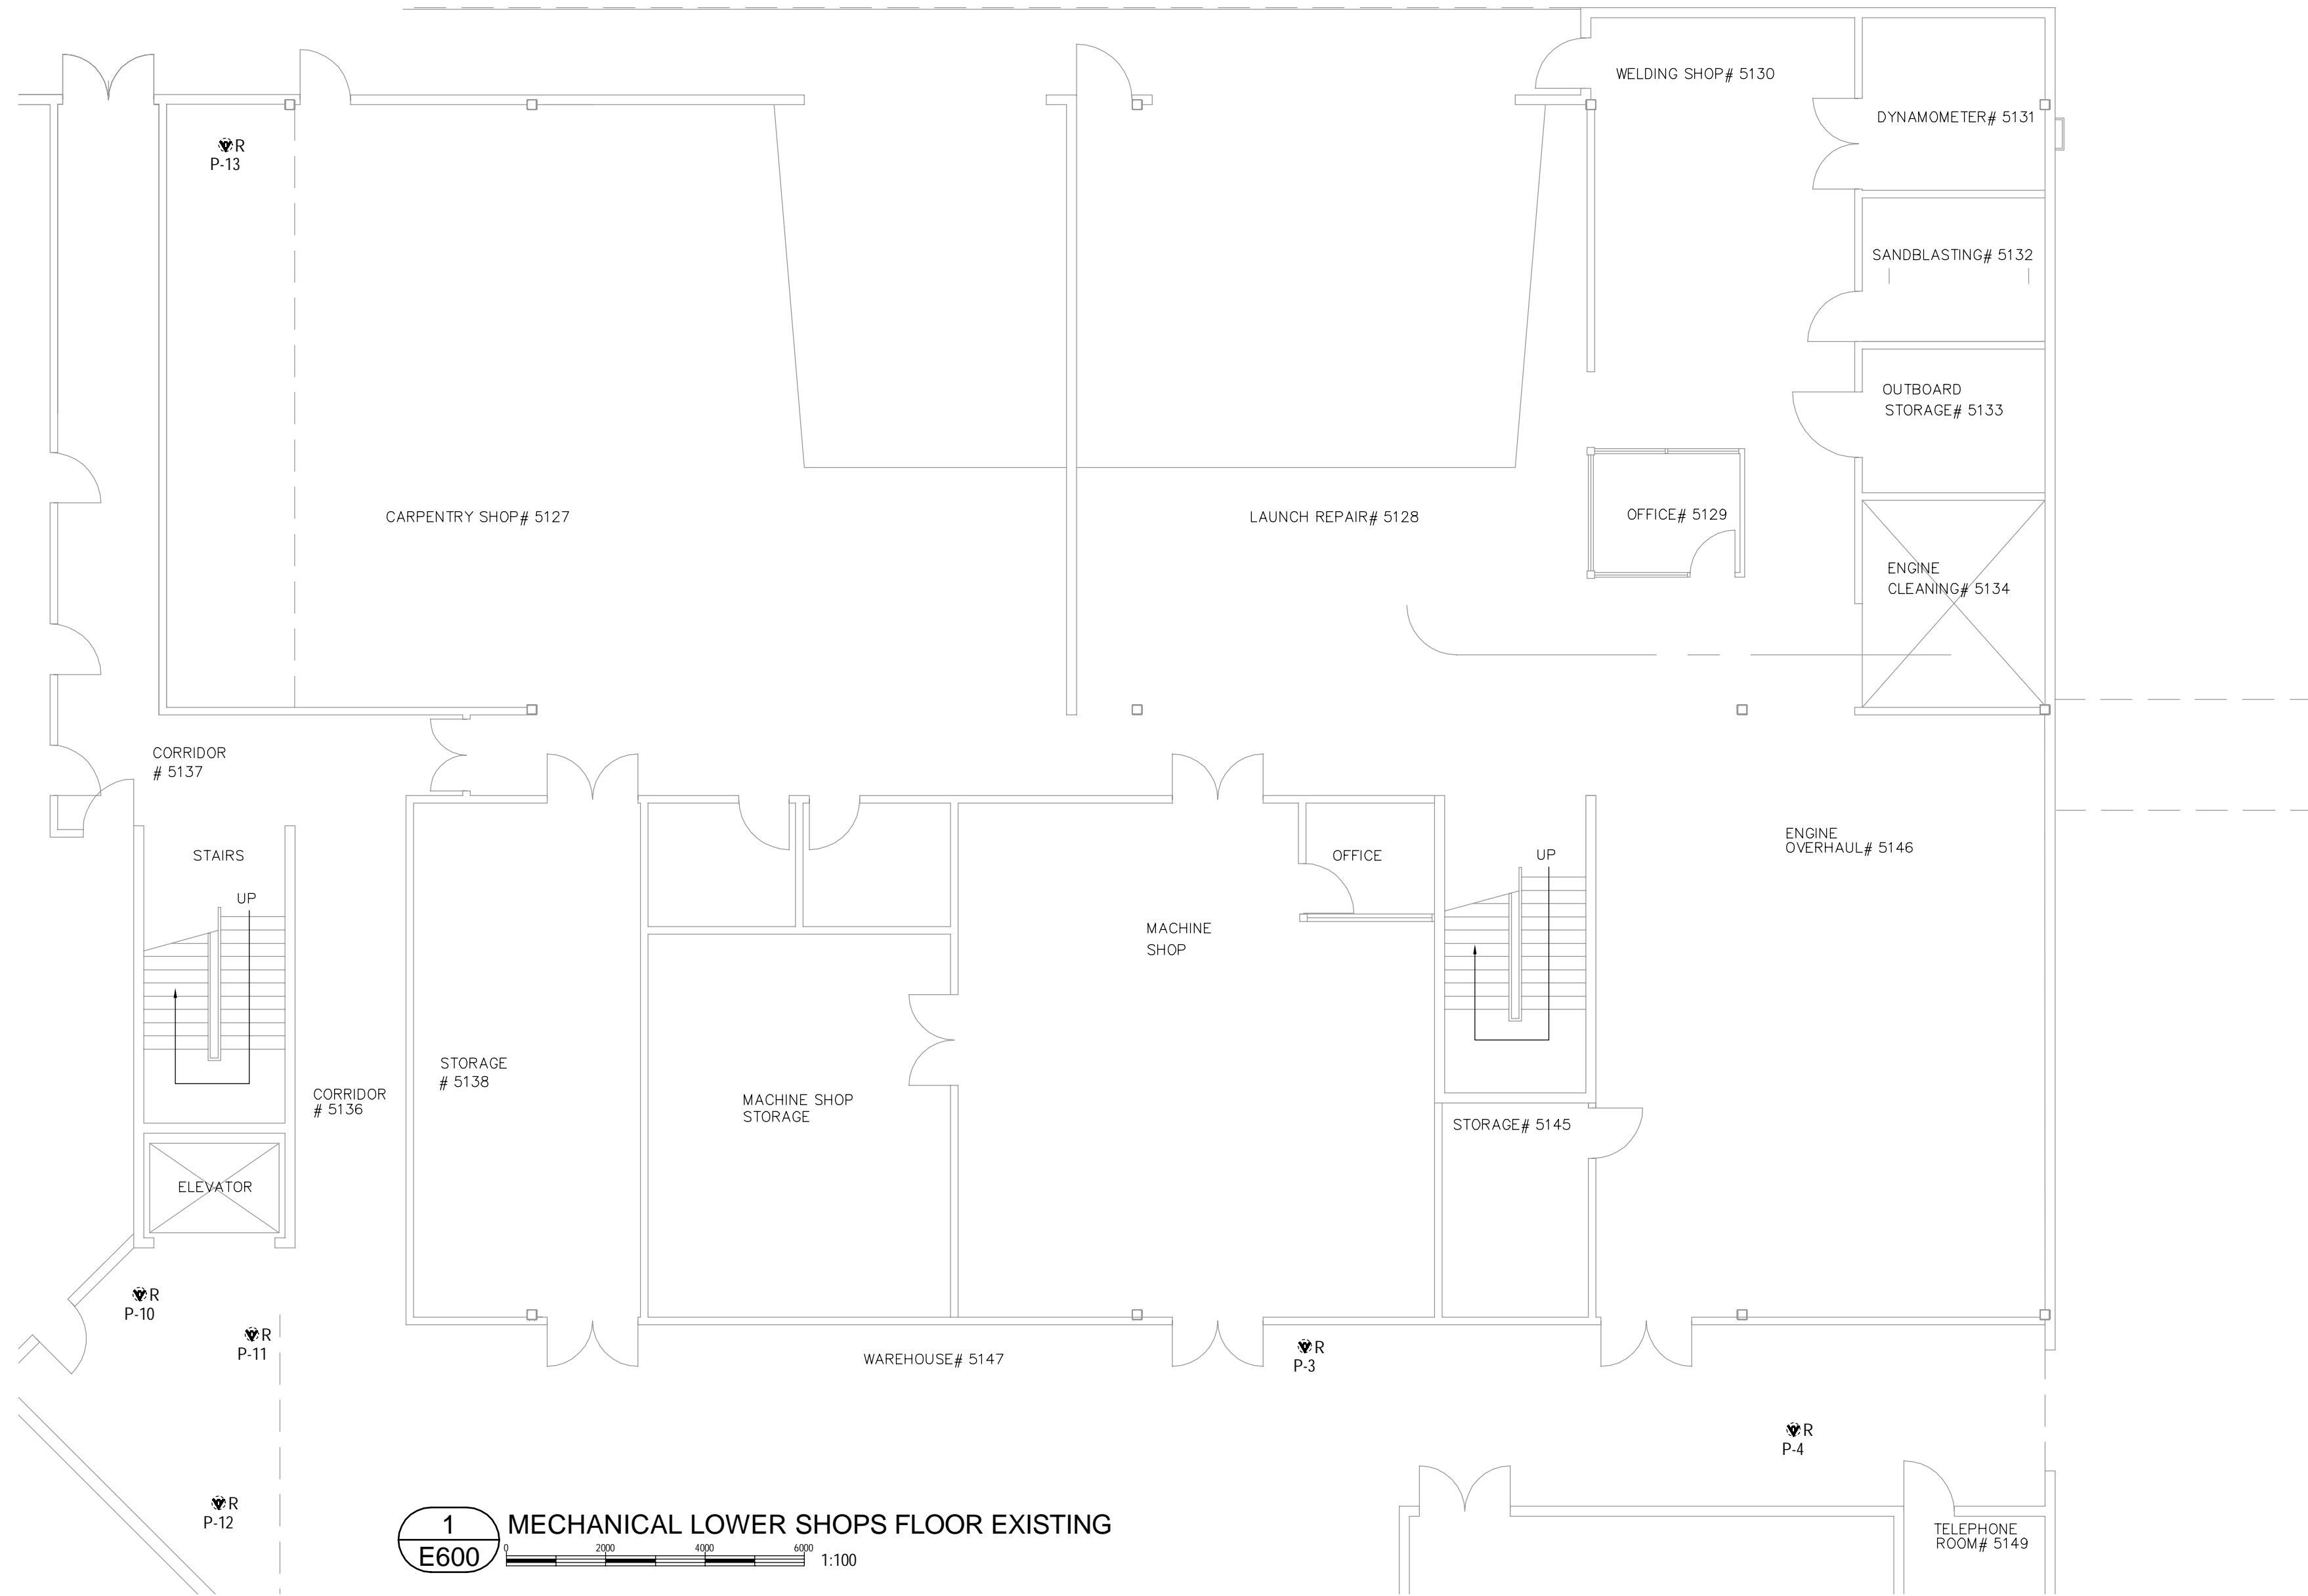 WELDING SHOP# 5130
DYNAMOMETER# 5131
R
P-13
SANDBLASTING# 5132
OUTBOARD
STORAGE# 5133
CARPENTRY SHOP# 5127
LAUNCH REPAIR# 5128
OFFICE# 5129
ENGINE
CLEANING# 5134
CORRIDOR
# 5137
ENGINE
OVERHAUL# 5146
STAIRS
UP
OFFICE
UP
MACHINE
SHOP
STORAGE
# 5138
CORRIDOR
# 5136
MACHINE SHOP
STORAGE
STORAGE# 5145
ELEVATOR
R
P-10
R
P-11
WAREHOUSE# 5147
R
P-3
R
P-4
R
P-12
1
E600
MECHANICAL LOWER SHOPS FLOOR EXISTING
0 2000 4000 6000
1:100
TELEPHONE
ROOM# 5149